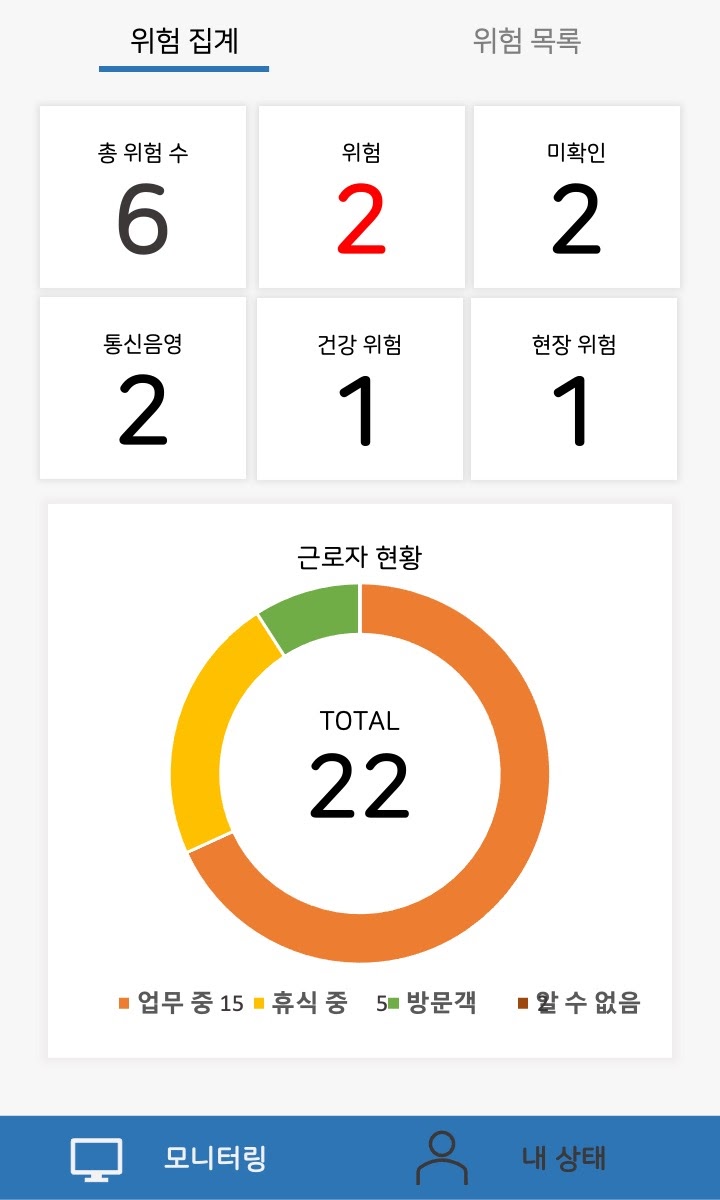 위험 집계 위험 목록
총 위험 수 위험 미확인
6 2 2
통신음영 건강 위험 현장 위험
2 1 1
근로자 현황
TOTAL
22
업무 중 15 휴식 중 5 방문객 2 알 수 없음
모니터링 내 상태